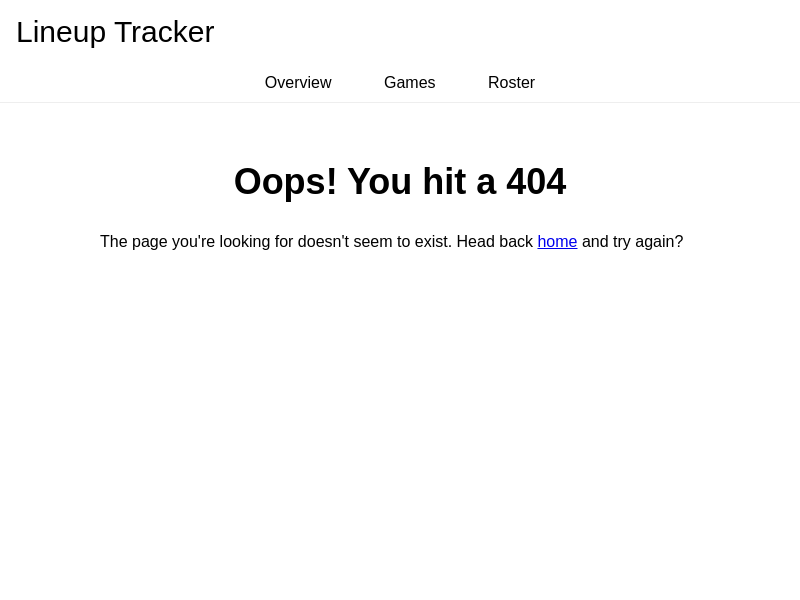 Lineup Tracker
Overview Games Roster
Oops! You hit a 404
The page you're looking for doesn't seem to exist. Head back home and try again?